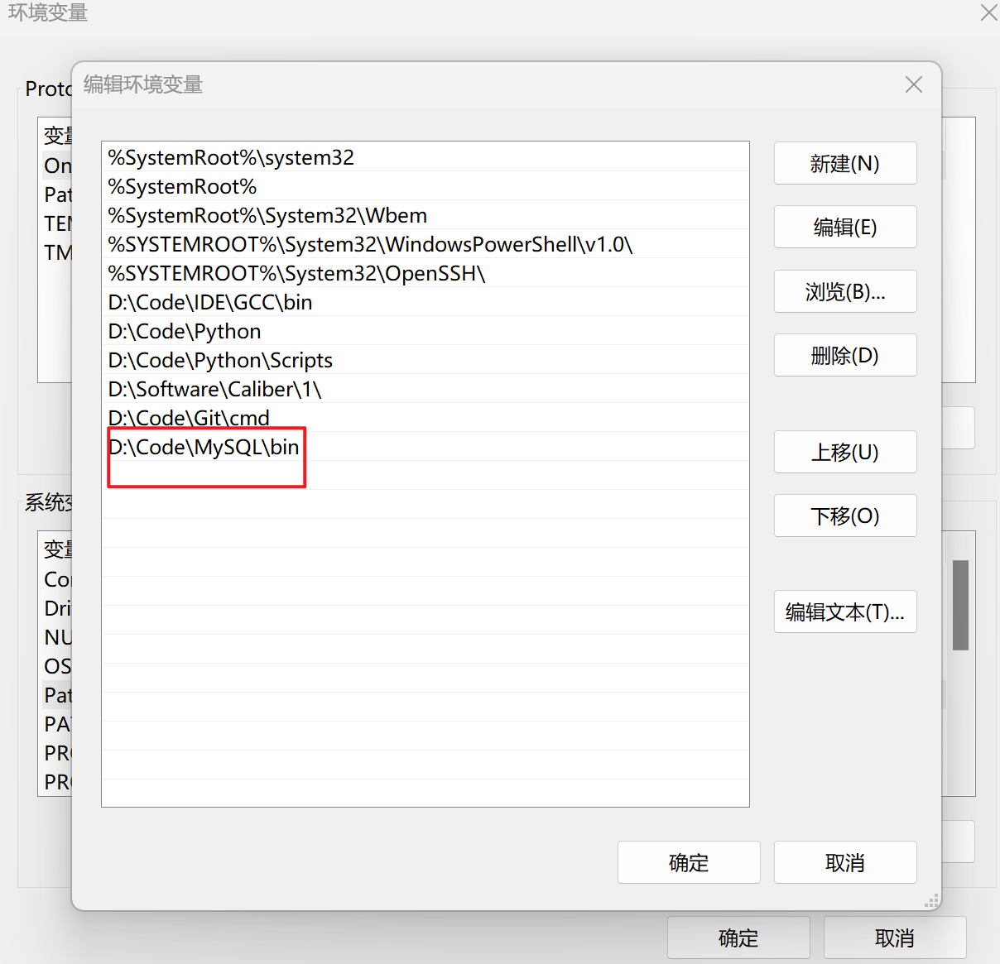 环境变量
编辑环境变量
Proto
变量
On
Pat
TEM
TM
%SystemRoot%\system32
%SystemRoot%
%SystemRoot%\System32\Wbem
%SYSTEMROOT%\System32\WindowsPowerShell\v1.0\
%SYSTEMROOT%\System32\OpenSSH\
D:\Code\IDE\GCC\bin
D:\Code\Python
D:\Code\Python\Scripts
D:\Software\Caliber\1\
D:\Code\Git\cmd
D:\Code\MySQL\bin
新建(N)
编辑(E)
浏览(B)...
删除(D)
上移(U)
下移(O)
编辑文本(T)...
系统变
变量
Cor
Dri
NU
OS
Pat
PA
PR
PR
确定
取消
确定
取消